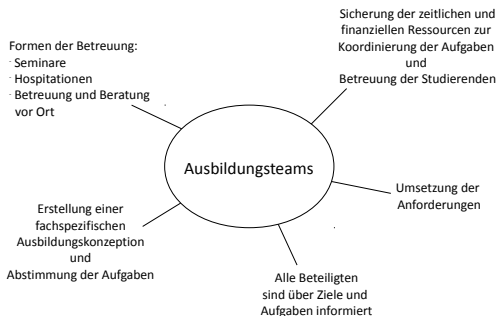 Formen der Betreuung:
· Seminare
· Hospitationen
· Betreuung und Beratung
vor Ort
Sicherung der zeitlichen und
finanziellen Ressourcen zur
Koordinierung der Aufgaben
und
Betreuung der Studierenden
Ausbildungsteams
Umsetzung der
Anforderungen
Erstellung einer
fachspezifischen
Ausbildungskonzeption
und
Abstimmung der Aufgaben
Alle Beteiligten
sind über Ziele und
Aufgaben informiert